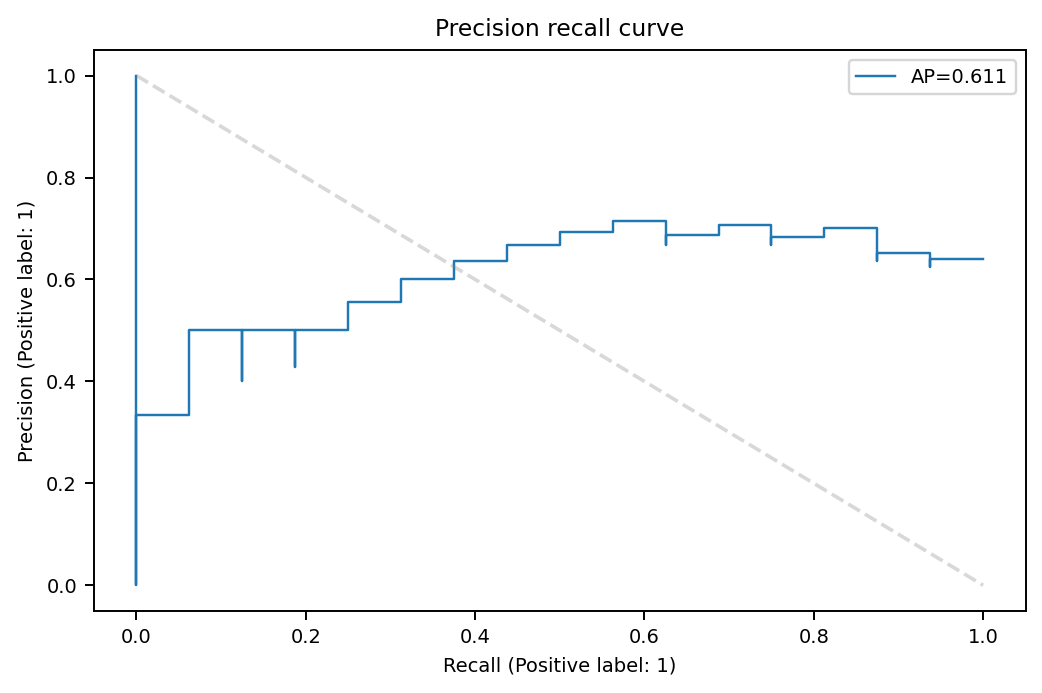 Precision recall curve
AP=0.611
1.0
0.8
0.6
0.4
0.2
0.0
Precision (Positive label: 1)
0.0 0.2 0.4 0.6 0.8 1.0
Recall (Positive label: 1)